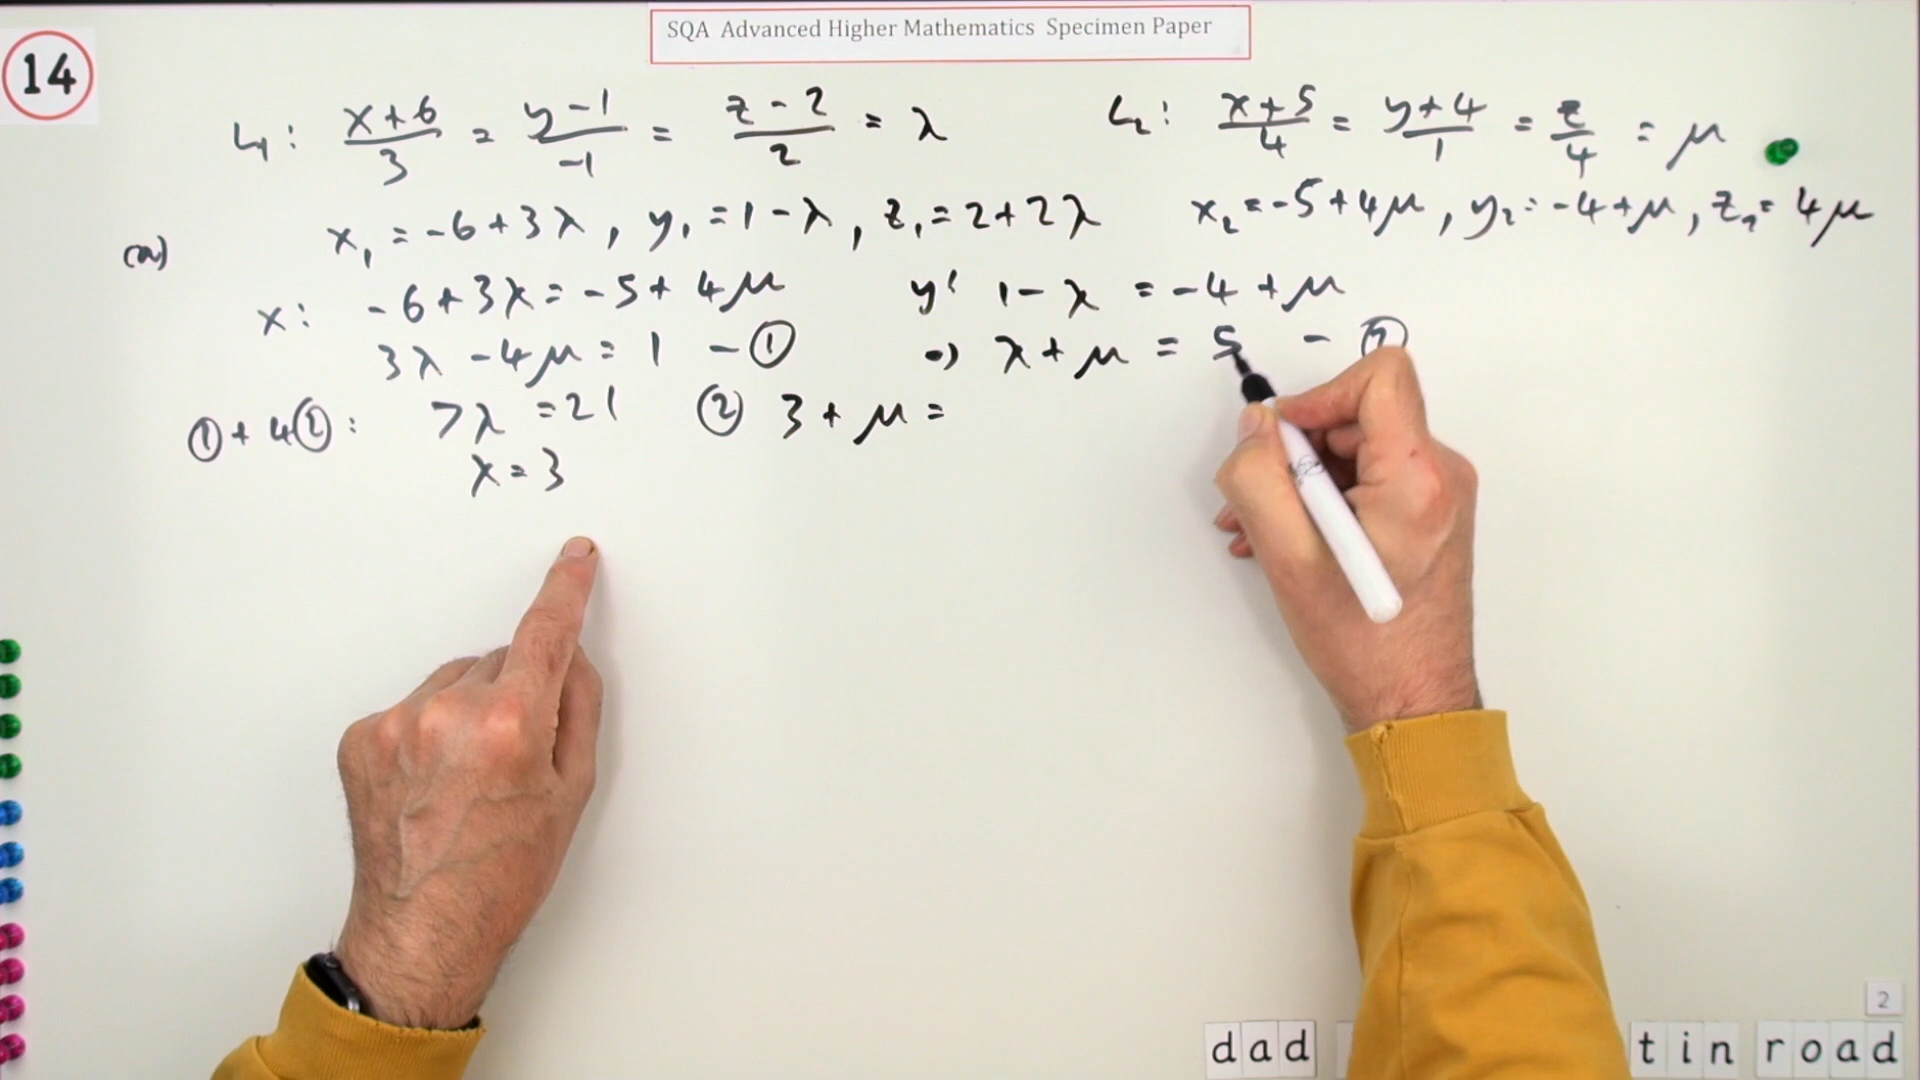 SQA Advanced Higher Mathematics Specimen Paper
14
L₁: (x+6)/3 = (y-1)/-1 = (z-2)/2 = λ
L₂: (x+5)/4 = (y+4)/1 = z/4 = μ
(a) x₁ = -6+3λ, y₁ = 1-λ, z₁ = 2+2λ
x₂ = -5+4μ, y₂ = -4+μ, z₂ = 4μ
x: -6+3λ = -5+4μ
y: 1-λ = -4+μ
3λ-4μ = 1 - ①
=> λ+μ = 5 - ②
①+4②: 7λ = 21
② 3+μ =
λ = 3
2
dad tin road